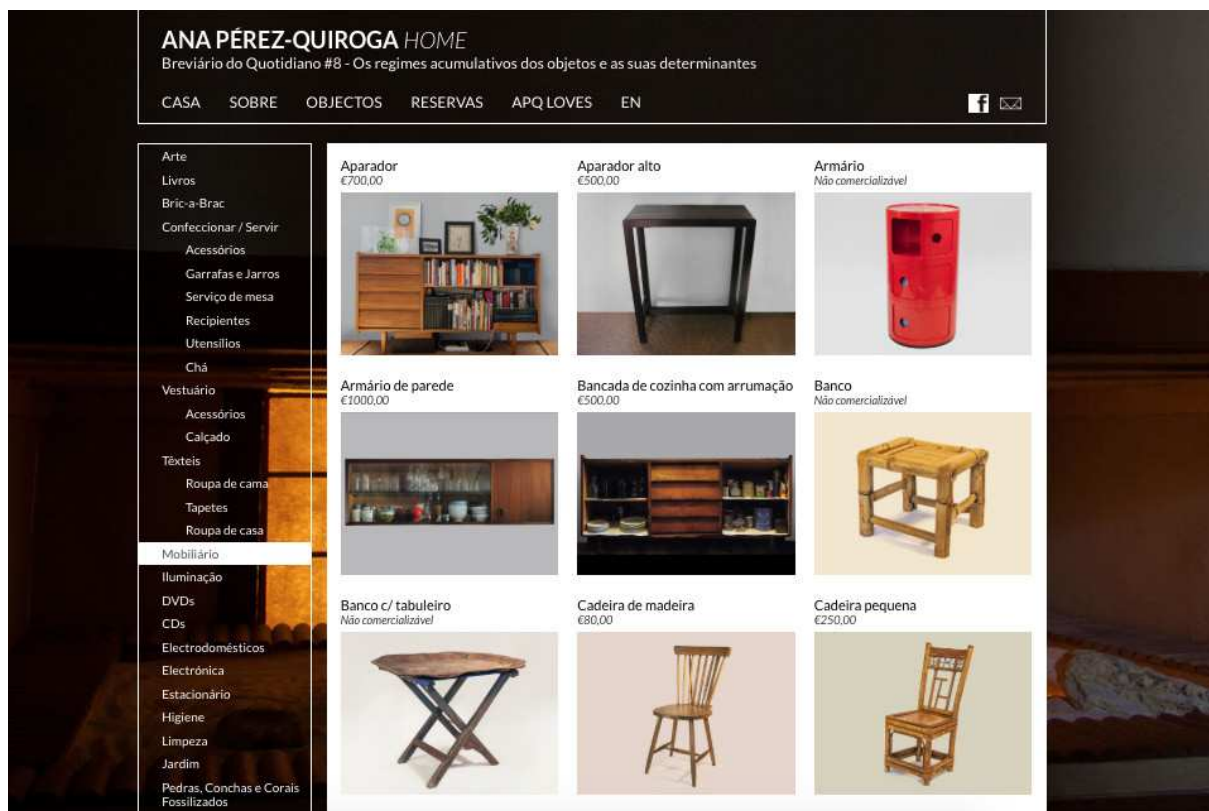 ANA PÉREZ-QUIROGA HOME
Breviário do Quotidiano #8 - Os regimes acumulativos dos objetos e as suas determinantes
CASA SOBRE OBJECTOS RESERVAS APQ LOVES EN
Arte
Livros
Bric-a-Brac
Confeccionar / Servir
Acessórios
Garrafas e Jarros
Serviço de mesa
Recipientes
Utensílios
Chá
Vestuário
Acessórios
Calçado
Têxteis
Roupa de cama
Tapetes
Roupa de casa
Mobiliário
Iluminação
DVDs
CDs
Electrodomésticos
Electrónica
Estacionário
Higiene
Limpeza
Jardim
Pedras, Conchas e Corais
Fossilizados
Aparador
€700,00
Aparador alto
€500,00
Armário
Não comercializável
Armário de parede
€1000,00
Bancada de cozinha com arrumação
€500,00
Banco
Não comercializável
Banco c/ tabuleiro
Não comercializável
Cadeira de madeira
€80,00
Cadeira pequena
€250,00